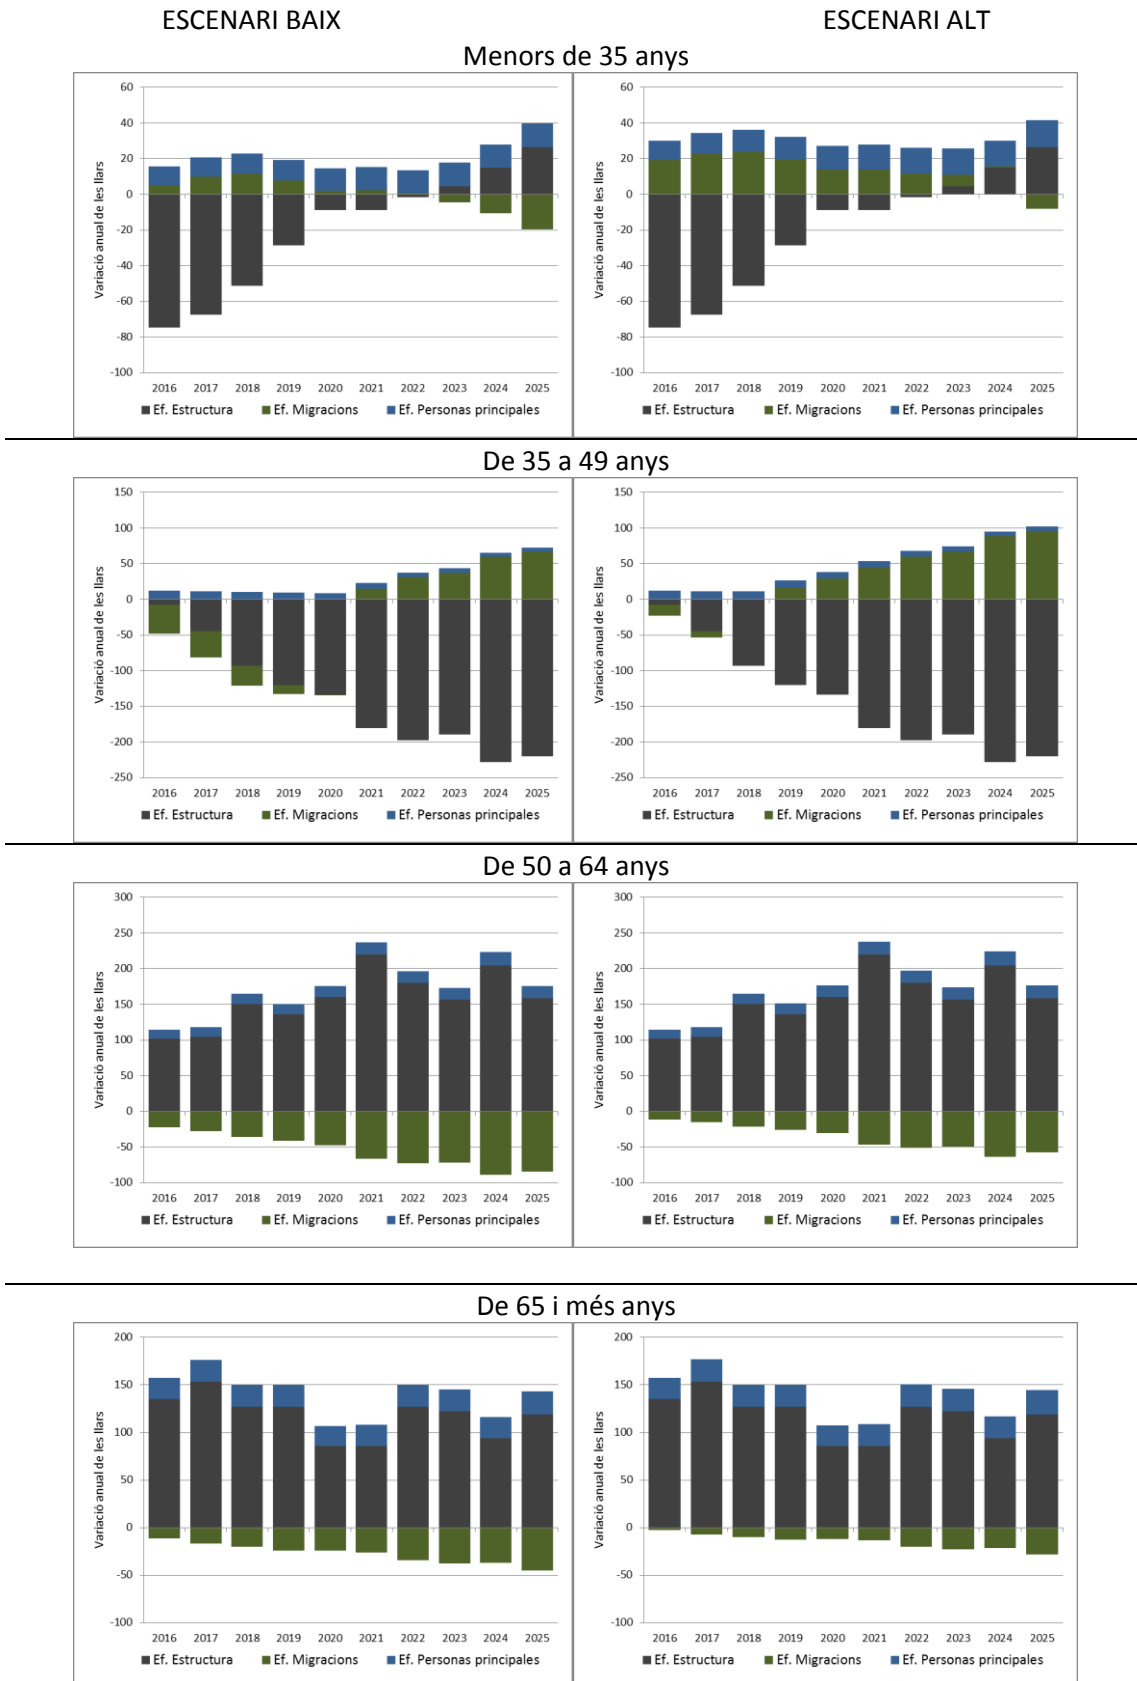 ESCENARI BAIX ESCENARI ALT
Menors de 35 anys
Variació anual de les llars
60
40
20
0
-20
-40
-60
-80
-100
2016 2017 2018 2019 2020 2021 2022 2023 2024 2025
Ef. Estructura Ef. Migracions Ef. Personas principales
Variació anual de les llars
60
40
20
0
-20
-40
-60
-80
-100
2016 2017 2018 2019 2020 2021 2022 2023 2024 2025
Ef. Estructura Ef. Migracions Ef. Personas principales
De 35 a 49 anys
Variació anual de les llars
150
100
50
0
-50
-100
-150
-200
-250
2016 2017 2018 2019 2020 2021 2022 2023 2024 2025
Ef. Estructura Ef. Migracions Ef. Personas principales
Variació anual de les llars
150
100
50
0
-50
-100
-150
-200
-250
2016 2017 2018 2019 2020 2021 2022 2023 2024 2025
Ef. Estructura Ef. Migracions Ef. Personas principales
De 50 a 64 anys
Variació anual de les llars
300
250
200
150
100
50
0
-50
-100
2016 2017 2018 2019 2020 2021 2022 2023 2024 2025
Ef. Estructura Ef. Migracions Ef. Personas principales
Variació anual de les llars
300
250
200
150
100
50
0
-50
-100
2016 2017 2018 2019 2020 2021 2022 2023 2024 2025
Ef. Estructura Ef. Migracions Ef. Personas principales
De 65 i més anys
Variació anual de les llars
200
150
100
50
0
-50
-100
2016 2017 2018 2019 2020 2021 2022 2023 2024 2025
Ef. Estructura Ef. Migracions Ef. Personas principales
Variació anual de les llars
200
150
100
50
0
-50
-100
2016 2017 2018 2019 2020 2021 2022 2023 2024 2025
Ef. Estructura Ef. Migracions Ef. Personas principales